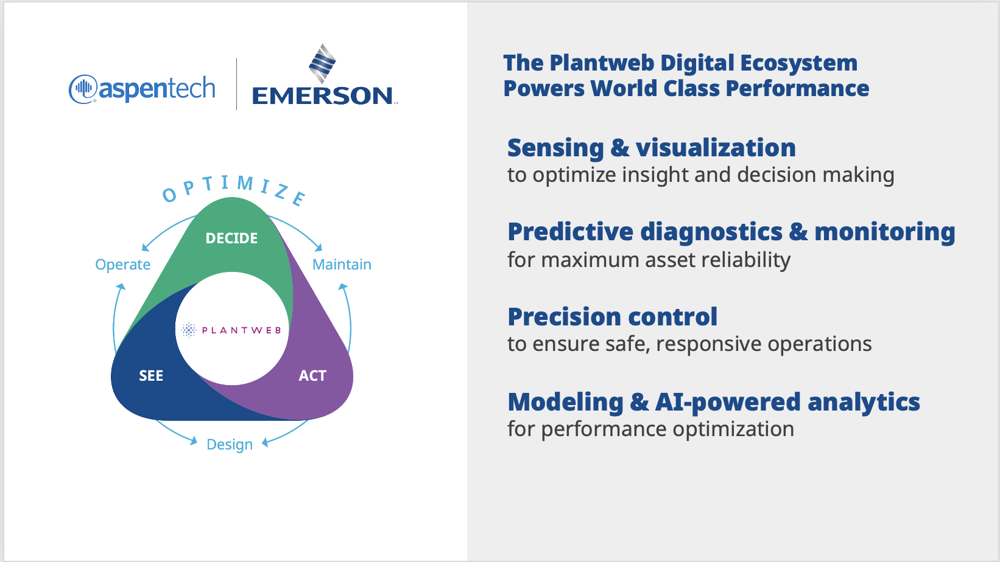 aspentech
EMERSON
OPTIMIZE
DECIDE
Operate
Maintain
PLANTWEB
SEE
ACT
Design
The Plantweb Digital Ecosystem
Powers World Class Performance
Sensing & visualization
to optimize insight and decision making
Predictive diagnostics & monitoring
for maximum asset reliability
Precision control
to ensure safe, responsive operations
Modeling & AI-powered analytics
for performance optimization